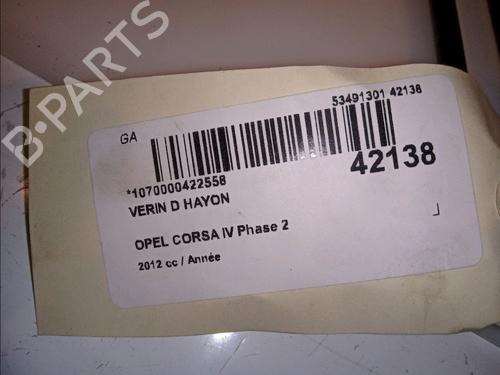 B-PARTS
53491301 42138
GA
*1070000422558
42138
VERIN D HAYON
OPEL CORSA IV Phase 2
2012 cc / Année